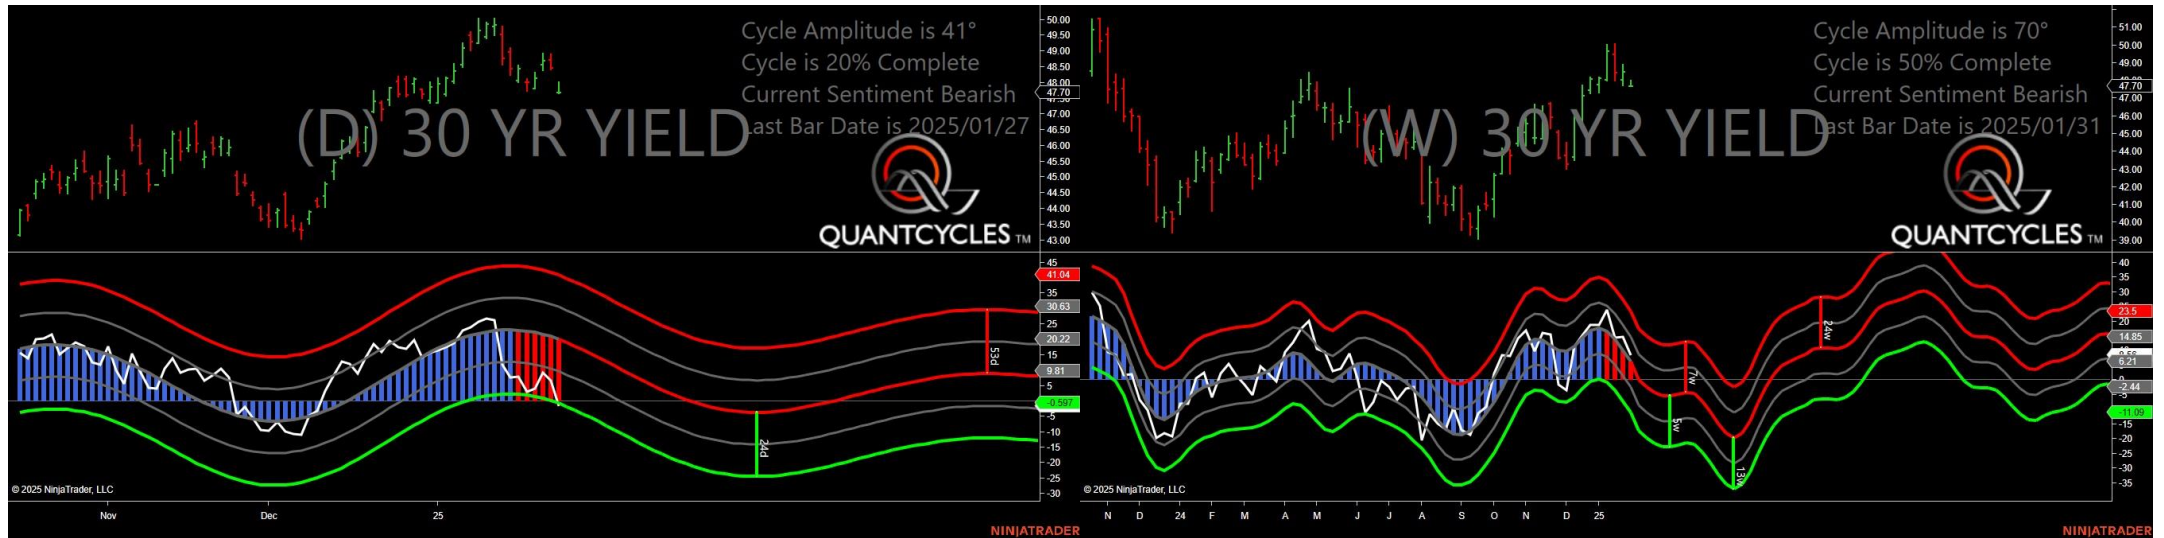 Cycle Amplitude is 41°
Cycle is 20% Complete
Current Sentiment Bearish
Last Bar Date is 2025/01/27
(D) 30 YR YIELD
QUANTCYCLES TM
50.00
49.50
49.00
48.50
48.00
47.70
47.50
47.00
46.50
46.00
45.50
45.00
44.50
44.00
43.50
43.00
45
41.04
35
30.63
25
20.22
15
9.81
5
-0.597
-5
-10
-15
-20
-25
-30
53d
24d
© 2025 NinjaTrader, LLC
Nov
Dec
25
NINJATRADER
Cycle Amplitude is 70°
Cycle is 50% Complete
Current Sentiment Bearish
Last Bar Date is 2025/01/31
(W) 30 YR YIELD
QUANTCYCLES TM
51.00
50.00
49.00
47.70
47.00
46.00
45.00
44.00
43.00
42.00
41.00
40.00
39.00
40
35
30
23.5
20
14.85
6.21
0
-2.44
-5
-11.09
-15
-20
-25
-30
-35
24w
7w
5w
13w
© 2025 NinjaTrader, LLC
N D 24 F M A M J J A S O N D 25
NINJATRADER